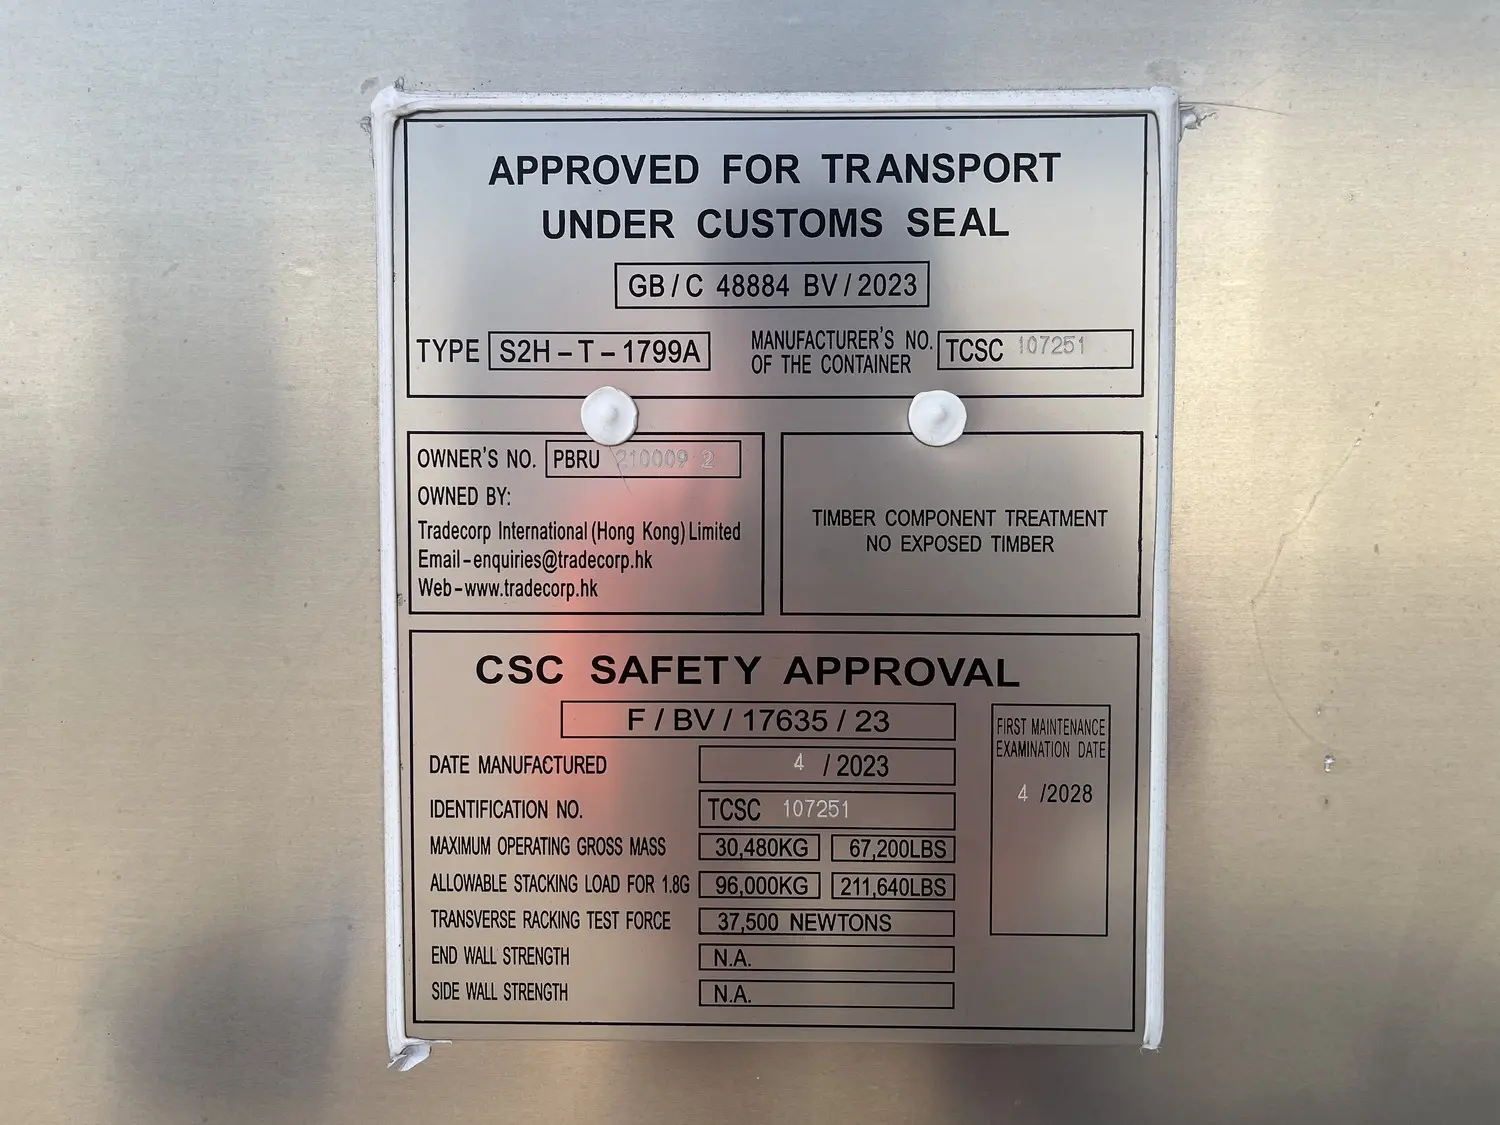 APPROVED FOR TRANSPORT
UNDER CUSTOMS SEAL
GB / C 48884 BV / 2023
TYPE S2H – T – 1799A
MANUFACTURER'S NO. OF THE CONTAINER TCSC 107251
OWNER'S NO. PBRU 210009 2
OWNED BY:
Tradecorp International (Hong Kong) Limited
Email – enquiries@tradecorp.hk
Web – www.tradecorp.hk
TIMBER COMPONENT TREATMENT
NO EXPOSED TIMBER
CSC SAFETY APPROVAL
F / BV / 17635 / 23
DATE MANUFACTURED 4 / 2023
IDENTIFICATION NO. TCSC 107251
MAXIMUM OPERATING GROSS MASS 30,480KG 67,200LBS
ALLOWABLE STACKING LOAD FOR 1.8G 96,000KG 211,640LBS
TRANSVERSE RACKING TEST FORCE 37,500 NEWTONS
END WALL STRENGTH N.A.
SIDE WALL STRENGTH N.A.
FIRST MAINTENANCE
EXAMINATION DATE
4 /2028